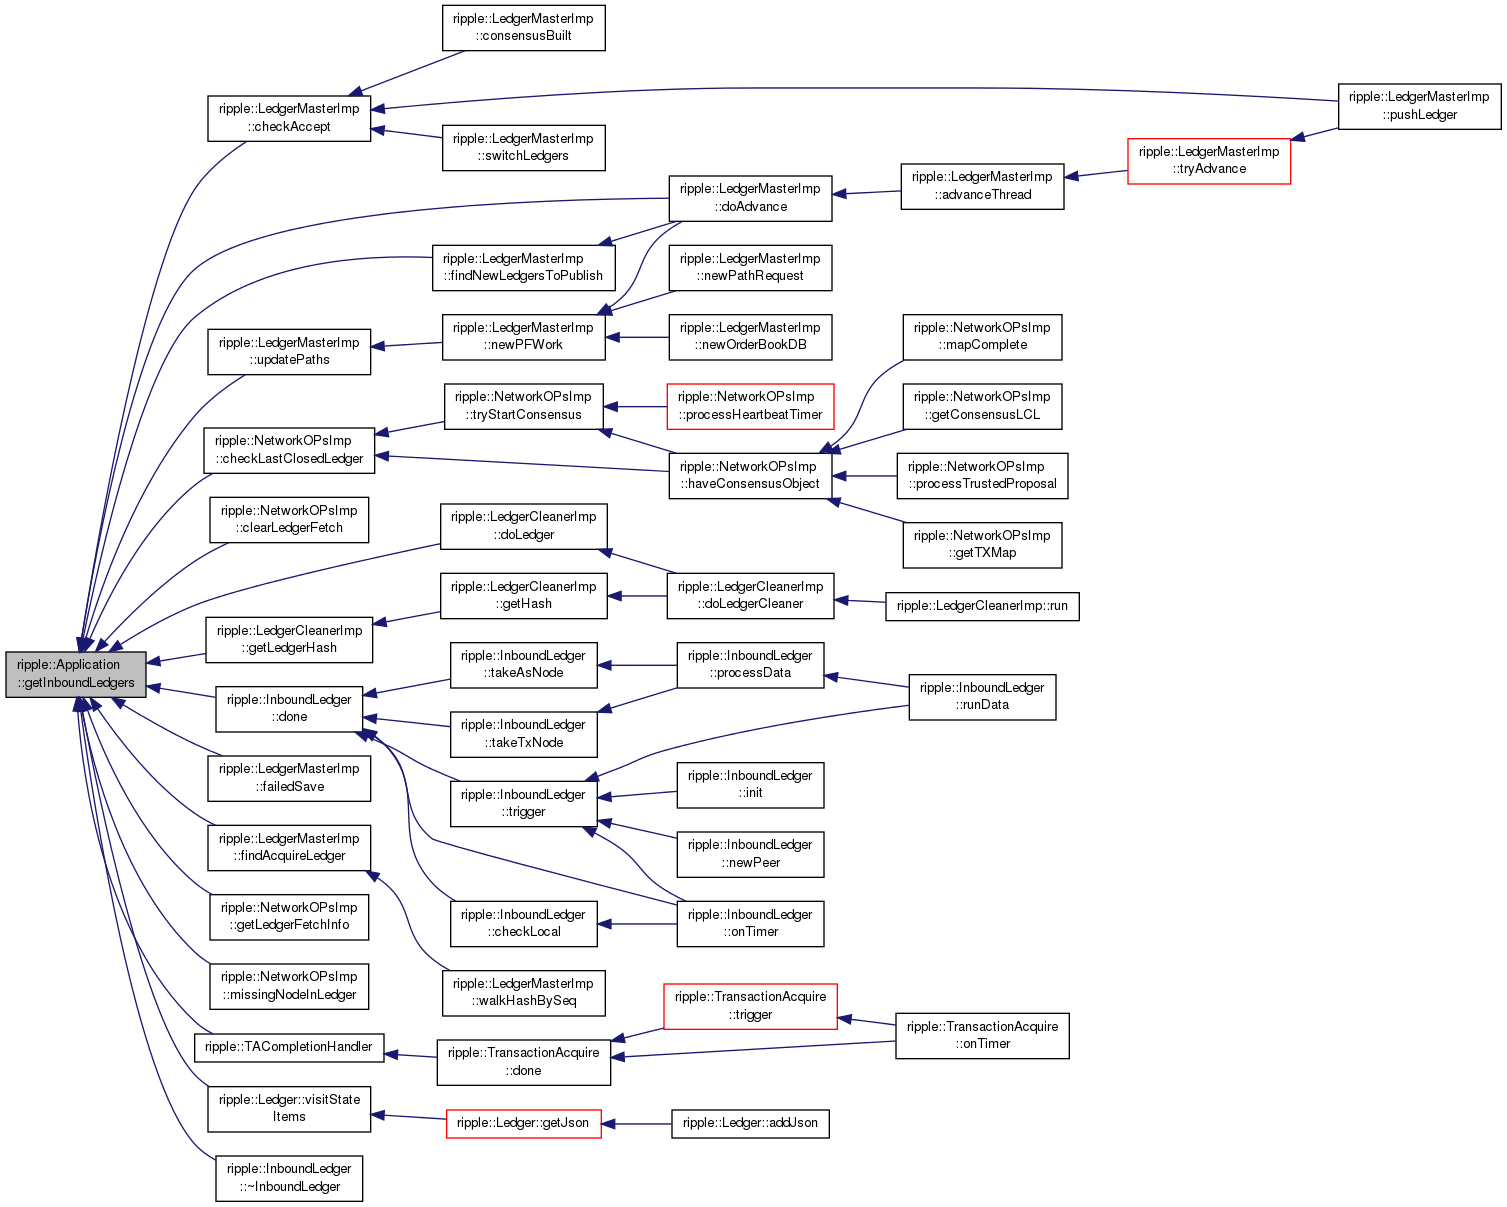 ripple::LedgerMasterImp
::consensusBuilt
ripple::LedgerMasterImp
::checkAccept
ripple::LedgerMasterImp
::pushLedger
ripple::LedgerMasterImp
::switchLedgers
ripple::LedgerMasterImp
::tryAdvance
ripple::LedgerMasterImp
::doAdvance
ripple::LedgerMasterImp
::advanceThread
ripple::LedgerMasterImp
::findNewLedgersToPublish
ripple::LedgerMasterImp
::newPathRequest
ripple::LedgerMasterImp
::updatePaths
ripple::LedgerMasterImp
::newPFWork
ripple::LedgerMasterImp
::newOrderBookDB
ripple::NetworkOPsImp
::mapComplete
ripple::NetworkOPsImp
::tryStartConsensus
ripple::NetworkOPsImp
::processHeartbeatTimer
ripple::NetworkOPsImp
::getConsensusLCL
ripple::NetworkOPsImp
::checkLastClosedLedger
ripple::NetworkOPsImp
::haveConsensusObject
ripple::NetworkOPsImp
::processTrustedProposal
ripple::NetworkOPsImp
::clearLedgerFetch
ripple::LedgerCleanerImp
::doLedger
ripple::NetworkOPsImp
::getTXMap
ripple::LedgerCleanerImp
::getHash
ripple::LedgerCleanerImp
::doLedgerCleaner
ripple::LedgerCleanerImp::run
ripple::LedgerCleanerImp
::getLedgerHash
ripple::Application
::getInboundLedgers
ripple::InboundLedger
::takeAsNode
ripple::InboundLedger
::processData
ripple::InboundLedger
::done
ripple::InboundLedger
::runData
ripple::InboundLedger
::takeTxNode
ripple::LedgerMasterImp
::failedSave
ripple::InboundLedger
::trigger
ripple::InboundLedger
::init
ripple::LedgerMasterImp
::findAcquireLedger
ripple::InboundLedger
::newPeer
ripple::NetworkOPsImp
::getLedgerFetchInfo
ripple::InboundLedger
::checkLocal
ripple::InboundLedger
::onTimer
ripple::NetworkOPsImp
::missingNodeInLedger
ripple::LedgerMasterImp
::walkHashBySeq
ripple::TransactionAcquire
::trigger
ripple::TACompletionHandler
ripple::TransactionAcquire
::done
ripple::TransactionAcquire
::onTimer
ripple::Ledger::visitState
Items
ripple::Ledger::getJson
ripple::Ledger::addJson
ripple::InboundLedger
::~InboundLedger